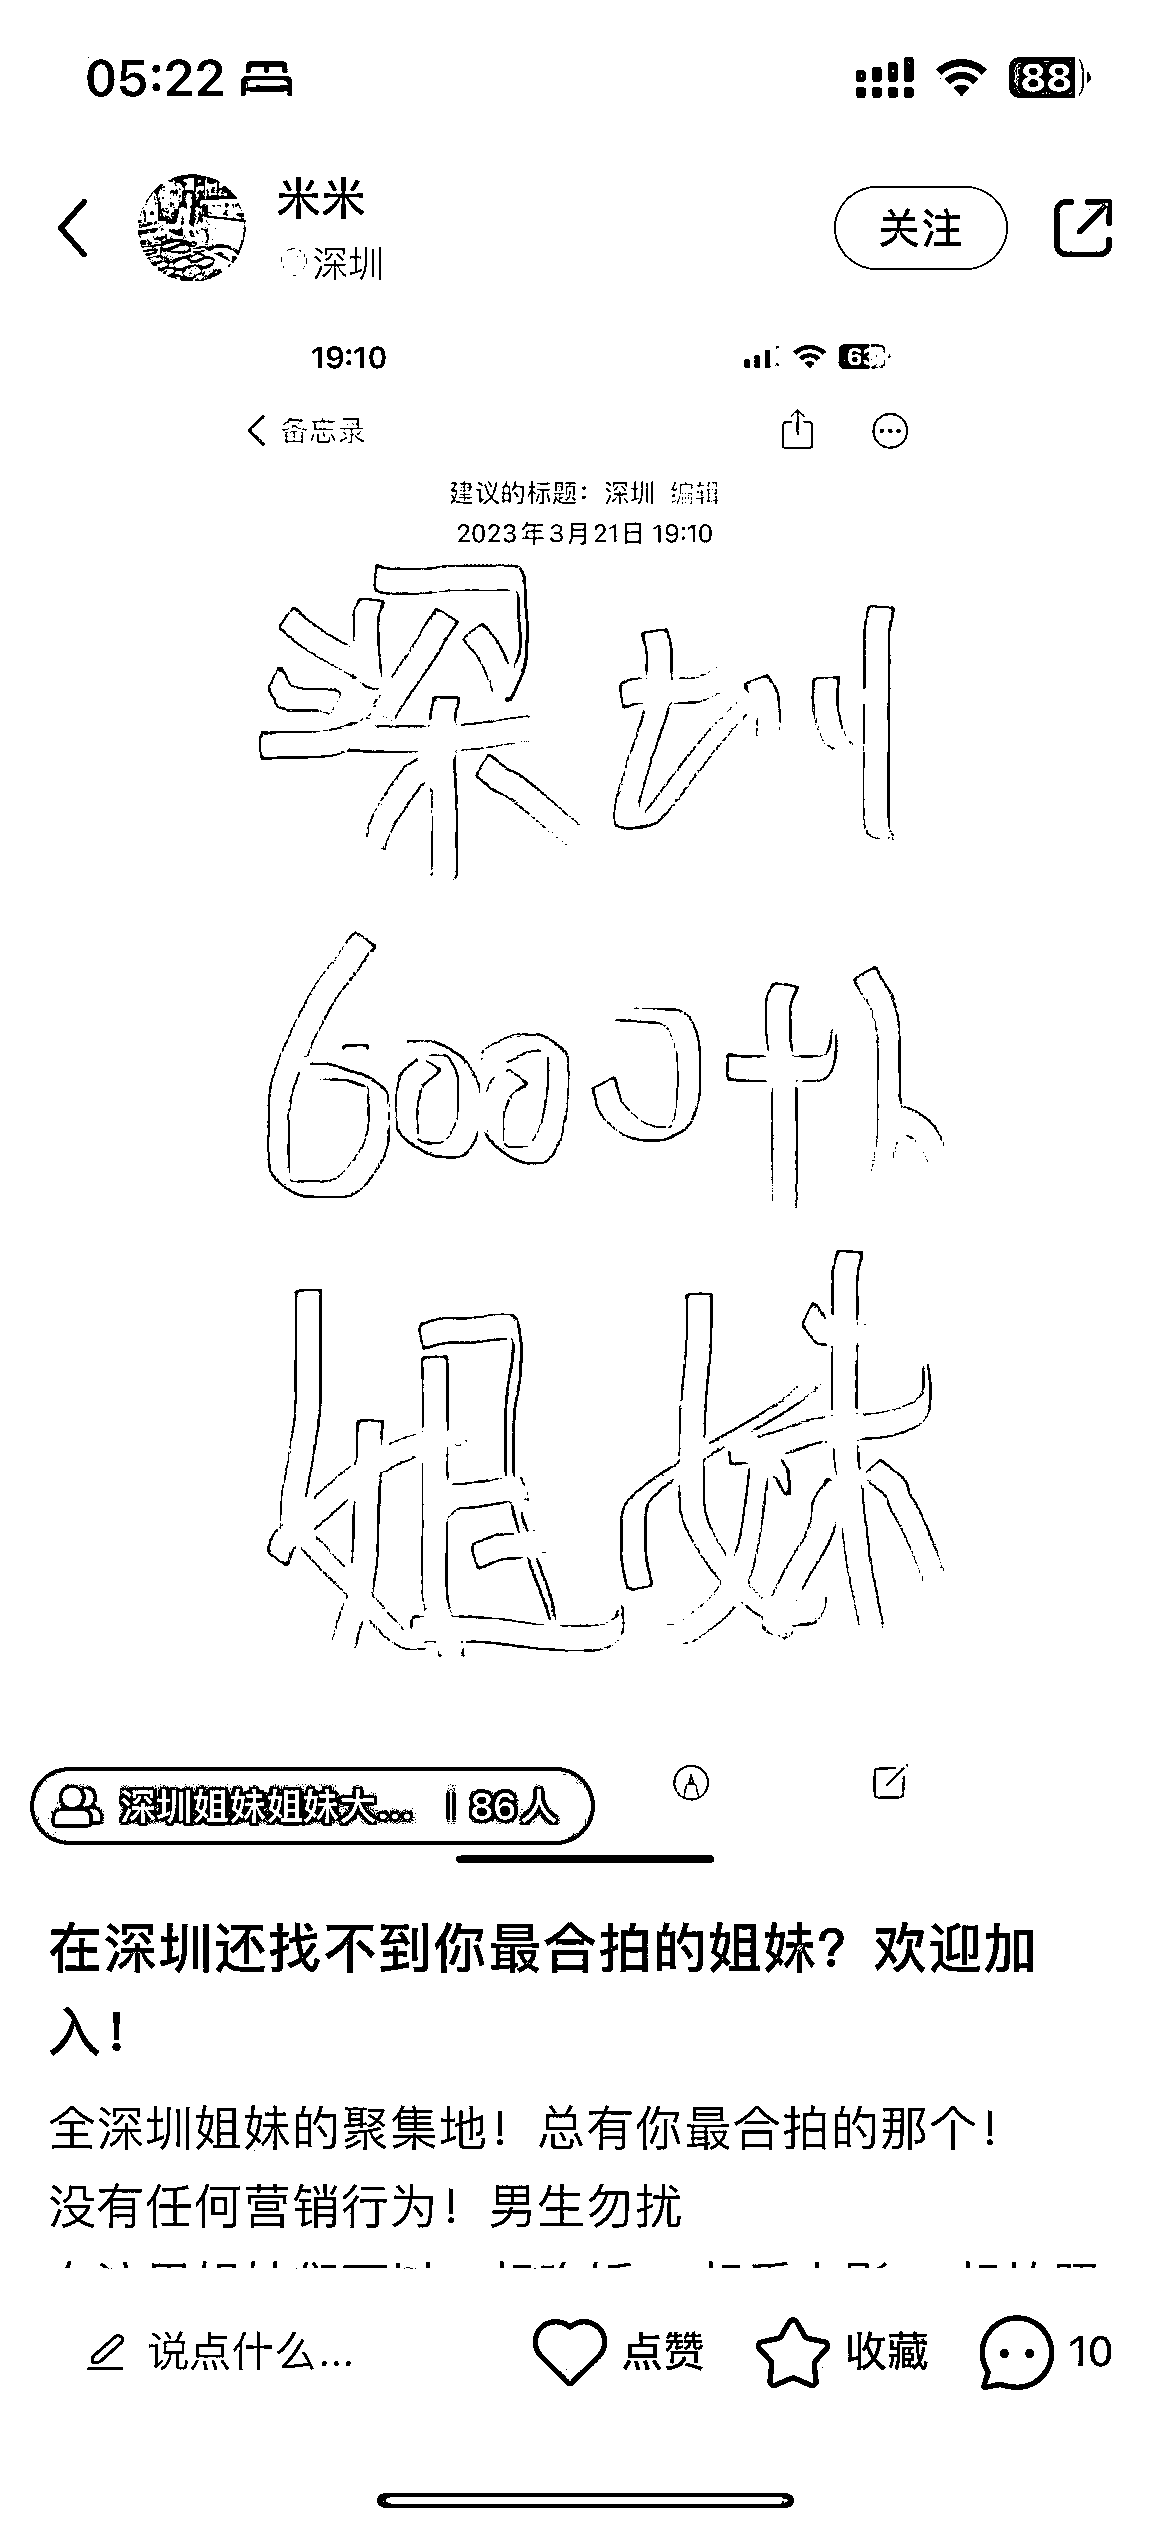 05:22
88
米米
深圳
关注
19:10
63
备忘录
建议的标题：深圳 编辑
2023年3月21日 19:10
深圳
6000+人
姐妹
深圳姐妹姐妹大... | 86人
在深圳还找不到你最合拍的姐妹？欢迎加
入！
全深圳姐妹的聚集地！总有你最合拍的那个！
没有任何营销行为！男生勿扰
说点什么...
点赞
收藏
10